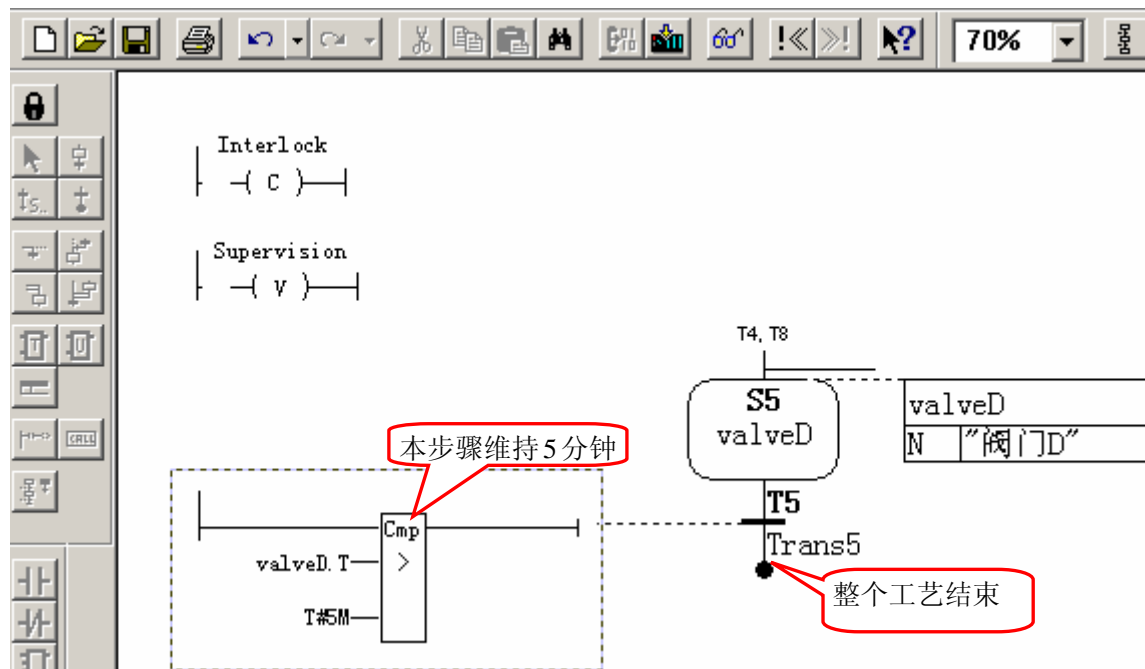 70%
Interlock
( C )
Supervision
( V )
T4, T8
S5
valveD
valveD
N "阀门D"
本步骤维持5分钟
T5
Trans5
Cmp
valveD.T
>
T#5M
整个工艺结束
CALL